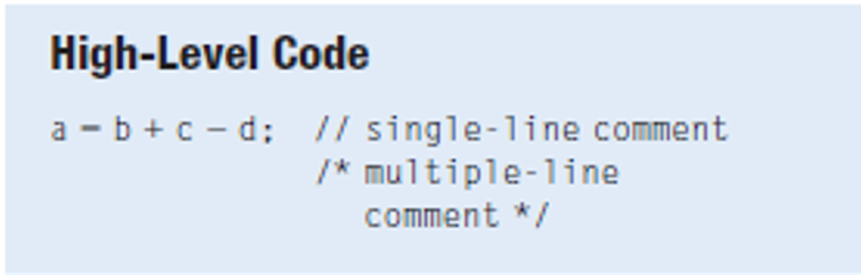 High-Level Code
a = b + c − d; // single-line comment
/* multiple-line
comment */